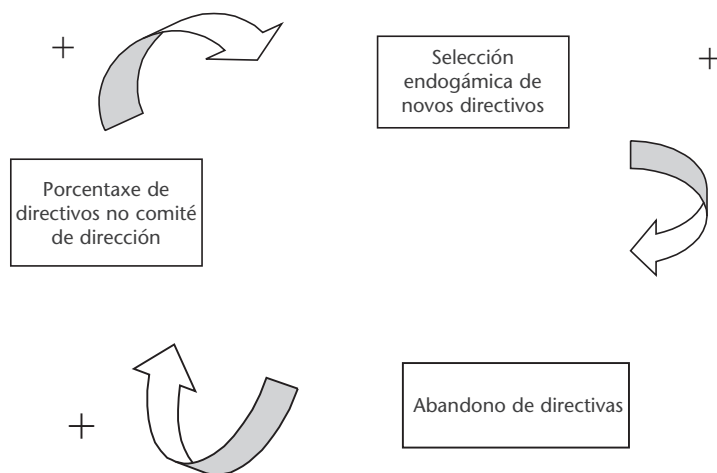 +
Selección
endogámica de
novos directivos
+
Porcentaxe de
directivos no comité
de dirección
+
Abandono de directivas